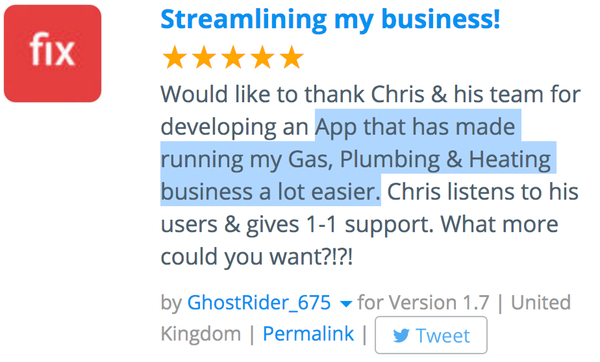 fix
Streamlining my business!
Would like to thank Chris & his team for
developing an App that has made
running my Gas, Plumbing & Heating
business a lot easier. Chris listens to his
users & gives 1-1 support. What more
could you want?!?!
by GhostRider_675 for Version 1.7 | United
Kingdom | Permalink | Tweet